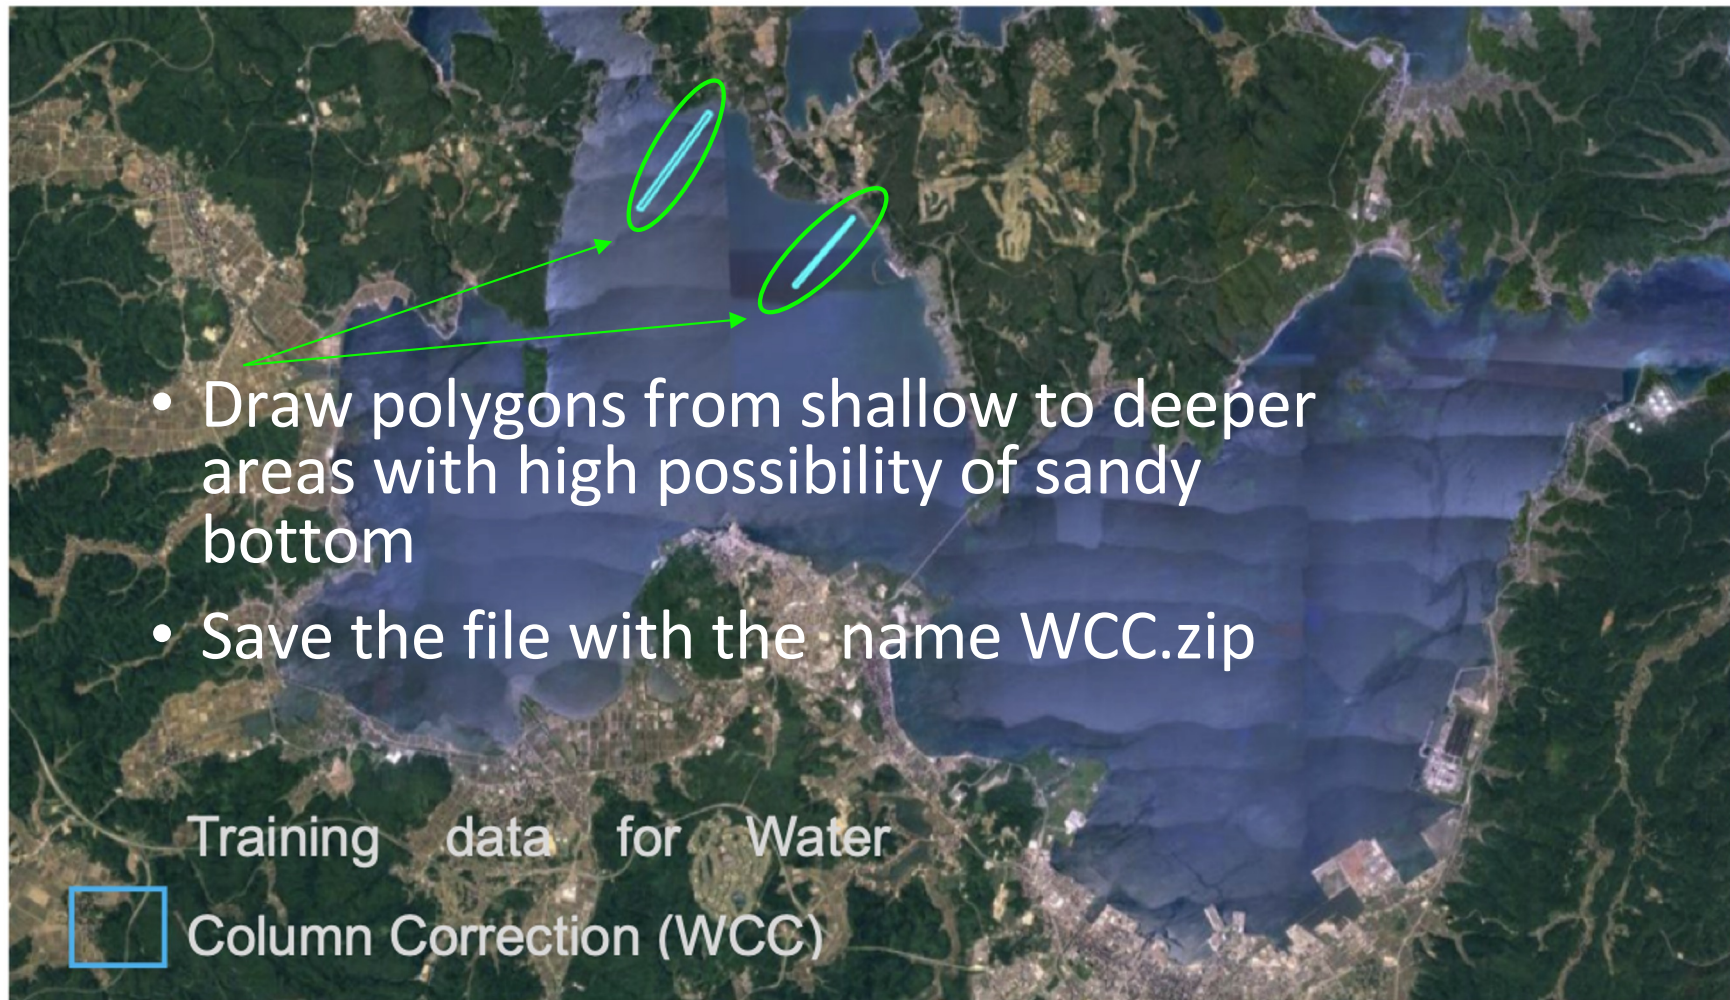 • Draw polygons from shallow to deeper
areas with high possibility of sandy
bottom
• Save the file with the  name WCC.zip
Training data for Water
Column Correction (WCC)